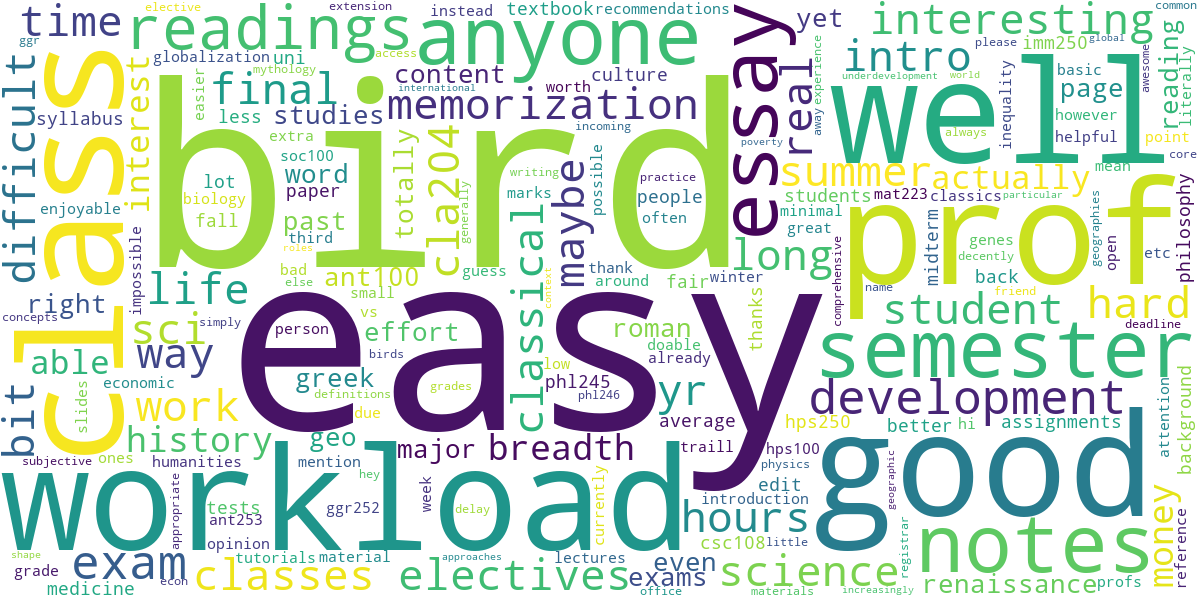 elective
extension
instead
textbook
recommendations
common
time
readings
anyone
essay
yet
interesting
ggr
access
globalization
uni
mythology
situation
international
content
culture
worth
memorization
final
less
studies
easier
interest
difficult
class
syllabus
enjoyable
real
away
experience
underdevelopment
world
intro
imm250
global
please
basic
page
inequality
always
however
helpful
reading
literally
awesome
point
core
mean
well
bird
extra
incoming
poverty
soc100
word
paper
biology
lot
fall
past
third
totally
cla204
generally
writing
marks
possible
practice
people
often
maybe
classical
summer
actually
students
mat223
classics
particular
minimal
great
midterm
genes
decently
back
open
geographies
etc
philosophy
prof
long
comprehensive
name
friend
student
hard
deadline
semester
life
right
impossible
roles
bad
else
ant100
guess
small
thank
around
fair
winter
thanks
concepts
sci
simply
person
vs
effort
birds
context
roman
doable
already
low
able
way
economic
greek
definitions
grades
phl245
phl246
yr
easy
development
bit
slides
work
due
average
hps250
better
hi
assignments
attention
background
history
geo
major
breadth
traill
hps100
physics
subjective
ones
humanities
mention
hey
week
edit
introduction
geographic
good
money
reference
workload
tests
appropriate
ant253
opinion
ggr252
delay
currently
hours
csc108
little
registrar
notes
shape
exam
grade
econ
tutorials
material
approaches
lectures
even
science
medicine
classes
electives
office
exams
materials
increasingly
renaissance
profs